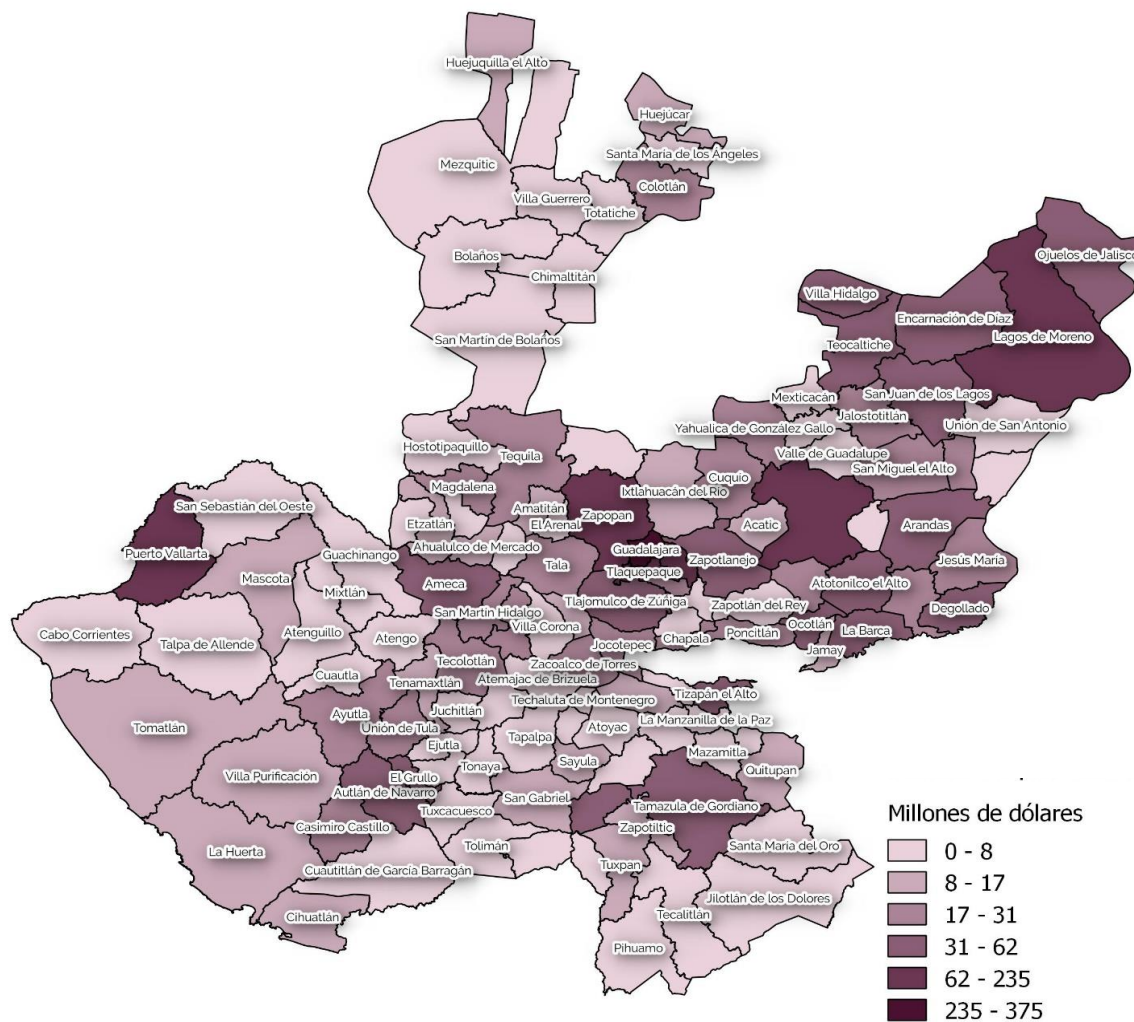 Huejuquilla el Alto
Huejúcar
Santa María de los Ángeles
Mezquitic
Colotlán
Villa Guerrero
Totatiche
Bolaños
Chimaltitán
San Martín de Bolaños
Ojuelos de Jalisco
Villa Hidalgo
Encarnación de Díaz
Lagos de Moreno
Teocaltiche
San Juan de los Lagos
Mexticacán
Jalostotitlán
Unión de San Antonio
Yahualica de González Gallo
Valle de Guadalupe
San Miguel el Alto
Hostotipaquillo
Tequila
Cuquio
Ixtlahuacán del Río
Magdalena
Amatitán
Zapopan
Acatic
Arandas
San Sebastián del Oeste
Etzatlán
El Arenal
Puerto Vallarta
Guachinango
Ahualulco de Mercado
Guadalajara
Zapotlanejo
Jesús María
Tala
Tlaquepaque
Mascota
Ameca
Atotonilco el Alto
Mixtlán
Tlajomulco de Zúñiga
Zapotlán del Rey
Degollado
San Martín Hidalgo
Villa Corona
Ocotlán
La Barca
Cabo Corrientes
Talpa de Allende
Atenguillo
Atengo
Chapala
Poncitlán
Jocotepec
Jamay
Tecolotlán
Zacoalco de Torres
Cuautla
Tenamaxtlán
Atemajac de Brizuela
Techaluta de Montenegro
Tizapán el Alto
Tomatlán
Ayutla
Juchitlán
Unión de Tula
Atoyac
La Manzanilla de la Paz
Tapalpa
Ejutla
Mazamitla
Villa Purificación
El Grullo
Tonaya
Sayula
Quitupan
Autlán de Navarro
San Gabriel
Tuxcacuesco
Tamazula de Gordiano
Casimiro Castillo
Zapotiltic
La Huerta
Tolimán
Santa María del Oro
Cuautitlán de García Barragán
Tuxpan
Jilotlán de los Dolores
Cihuatlán
Tecalitlán
Pihuamo
Millones de dólares
0 - 8
8 - 17
17 - 31
31 - 62
62 - 235
235 - 375